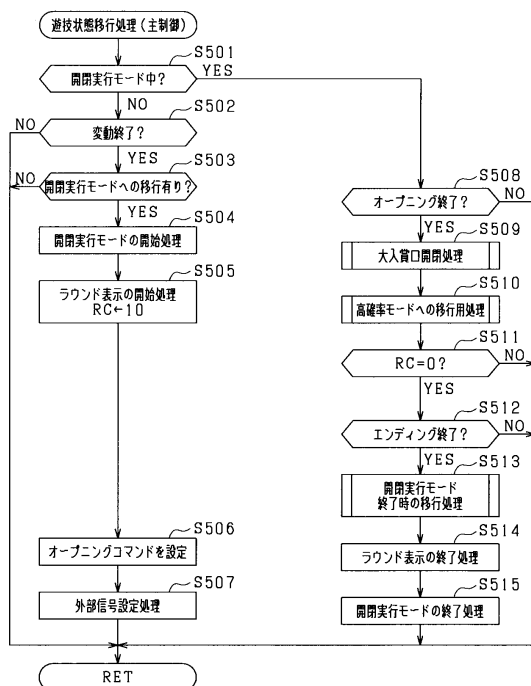 遊技状態移行処理(主制御)
S501
開閉実行モード中?
YES
NO
S502
NO
変動終了?
YES
S503
NO
開閉実行モードへの移行有り?
YES
S504
開閉実行モードの開始処理
S505
ラウンド表示の開始処理
RC←10
S506
オープニングコマンドを設定
S507
外部信号設定処理
RET
S508
オープニング終了?
NO
YES
S509
大入賞口開閉処理
S510
高確率モードへの移行用処理
S511
RC=0?
NO
YES
S512
エンディング終了?
NO
YES
S513
開閉実行モード
終了時の移行処理
S514
ラウンド表示の終了処理
S515
開閉実行モードの終了処理